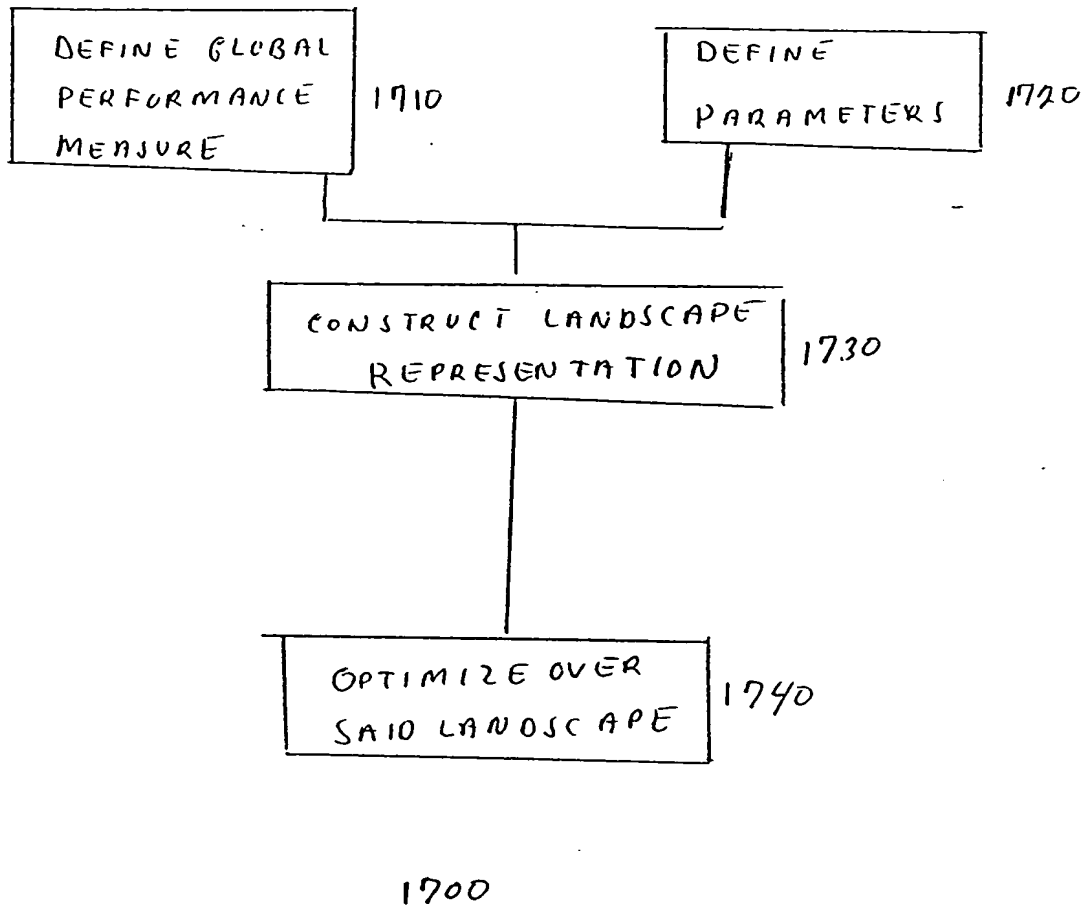 DEFINE GLOBAL
PERFORMANCE
MEASURE
1710
DEFINE
PARAMETERS
1720
CONSTRUCT LANDSCAPE
REPRESENTATION
1730
OPTIMIZE OVER
SAID LANDSCAPE
1740
1700